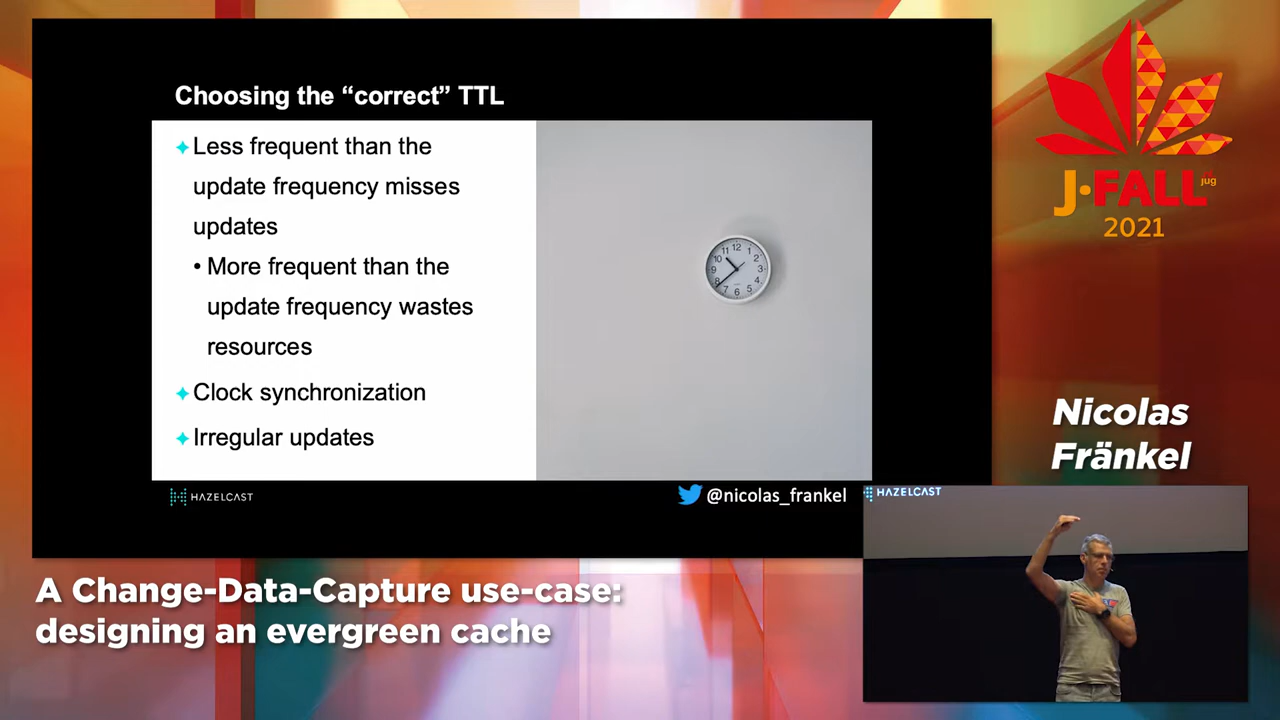 Choosing the “correct” TTL
✦ Less frequent than the
update frequency misses
updates
• More frequent than the
update frequency wastes
resources
✦ Clock synchronization
✦ Irregular updates
HAZELCAST
@nicolas_frankel
J•FALL
jug
2021
Nicolas
Fränkel
HAZELCAST
A Change-Data-Capture use-case:
designing an evergreen cache